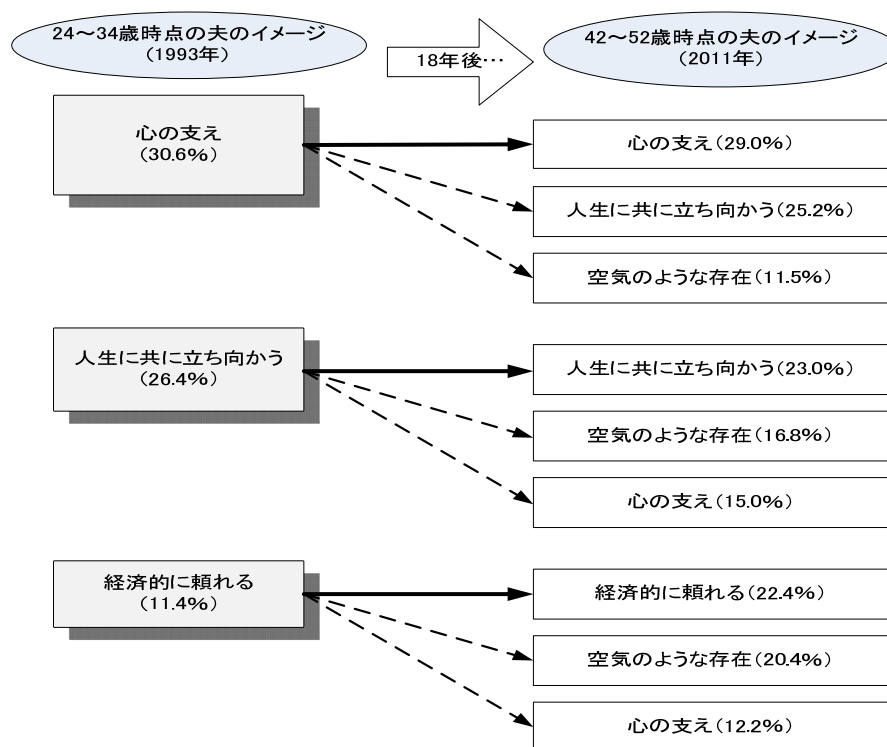 24～34歳時点の夫のイメージ
（1993年）
18年後…
42～52歳時点の夫のイメージ
（2011年）
心の支え
（30.6%）
心の支え（29.0%）
人生に共に立ち向かう（25.2%）
空気のような存在（11.5%）
人生に共に立ち向かう
（26.4%）
人生に共に立ち向かう（23.0%）
空気のような存在（16.8%）
心の支え（15.0%）
経済的に頼れる
（11.4%）
経済的に頼れる（22.4%）
空気のような存在（20.4%）
心の支え（12.2%）